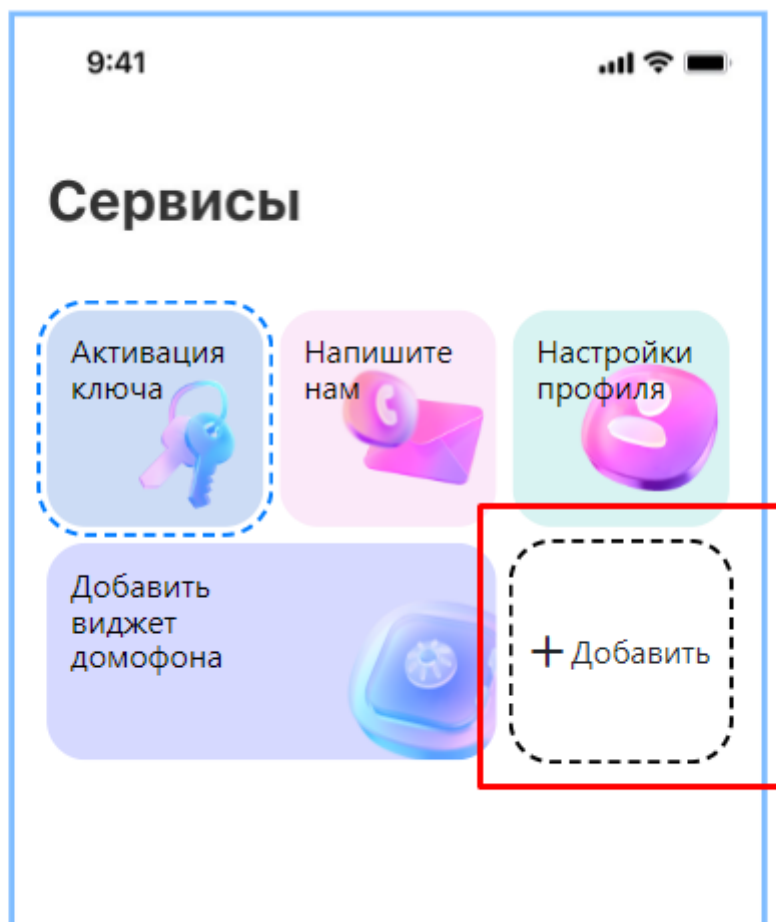 9:41
Сервисы
Активация
ключа
Напишите
нам
Настройки
профиля
Добавить
виджет
домофона
+ Добавить